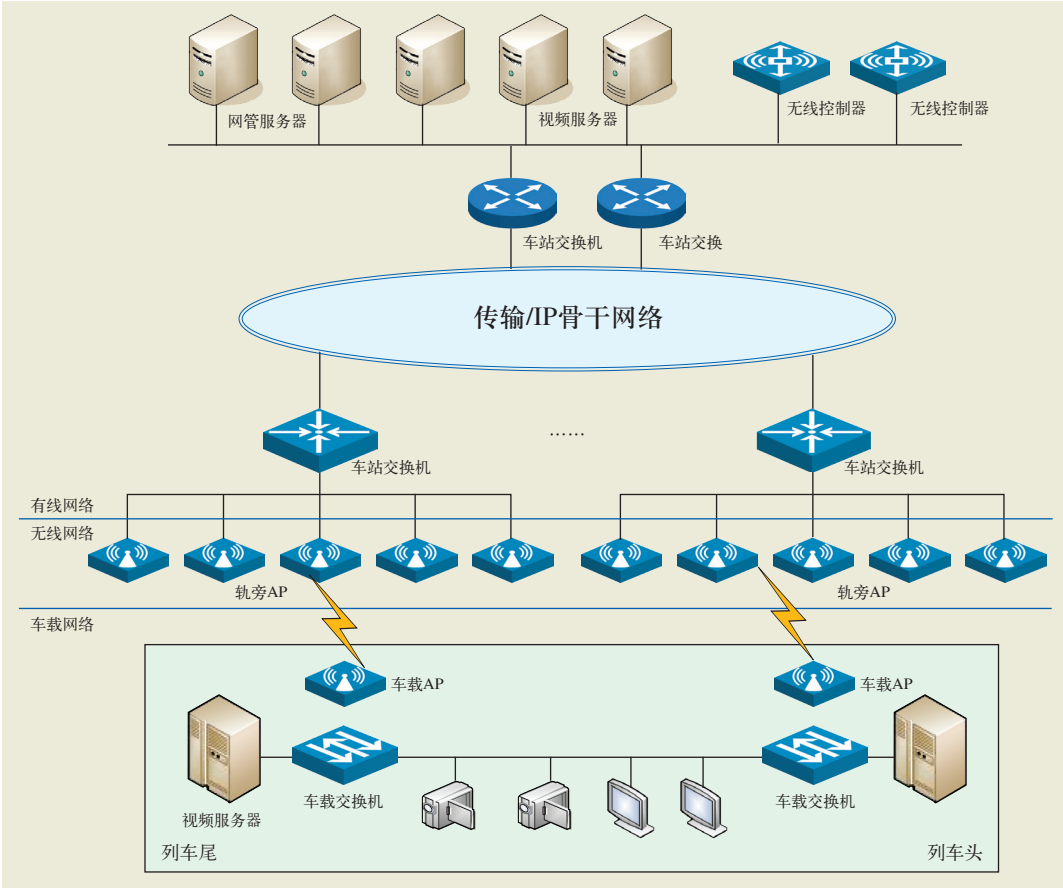 网管服务器
视频服务器
无线控制器
无线控制器
车站交换机
车站交换
传输/IP骨干网络
……
车站交换机
车站交换机
有线网络
无线网络
轨旁AP
轨旁AP
车载网络
车载AP
车载AP
车载交换机
车载交换机
视频服务器
列车尾
列车头